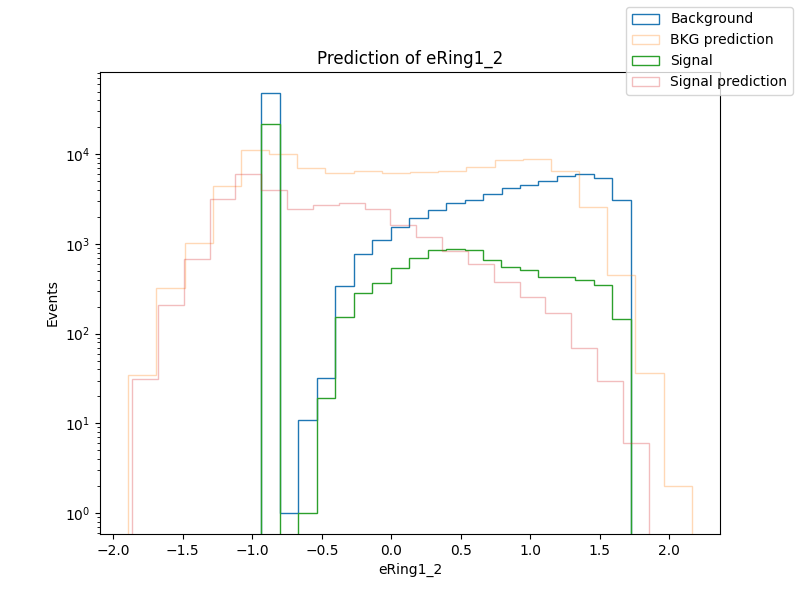 Prediction of eRing1_2
Background
BKG prediction
Signal
Signal prediction
Events
10^4
10^3
10^2
10^1
10^0
−2.0 −1.5 −1.0 −0.5 0.0 0.5 1.0 1.5 2.0
eRing1_2